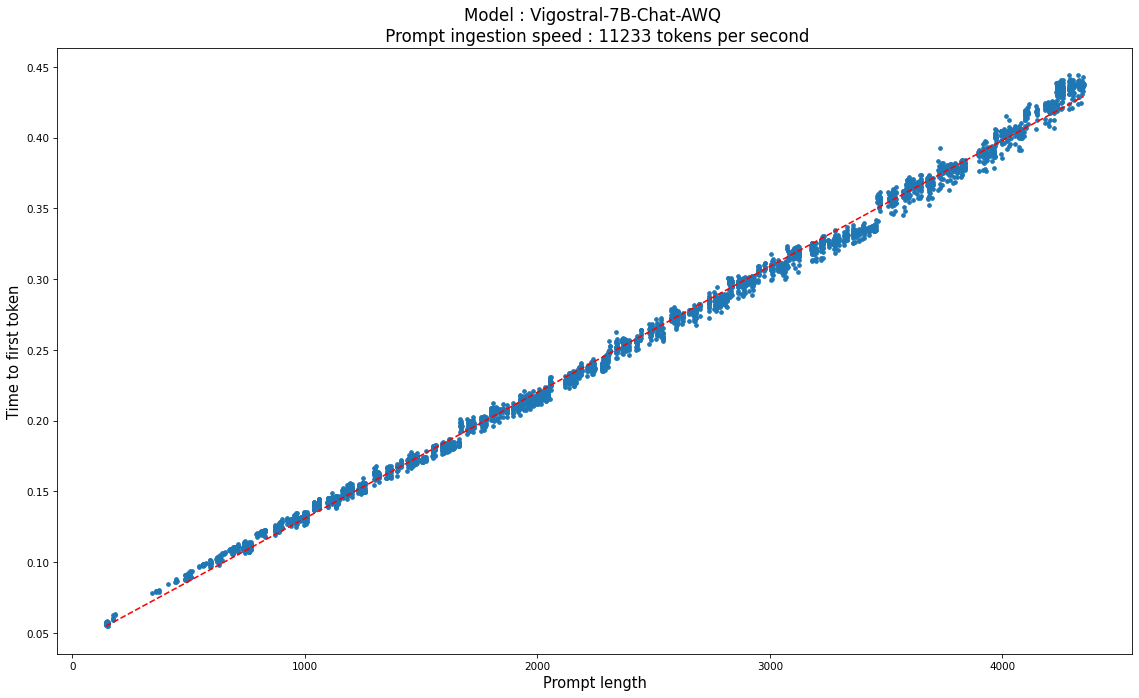 Model : Vigostral-7B-Chat-AWQ
Prompt ingestion speed : 11233 tokens per second
0.45
0.40
0.35
0.30
0.25
0.20
0.15
0.10
0.05
Time to first token
0 1000 2000 3000 4000
Prompt length